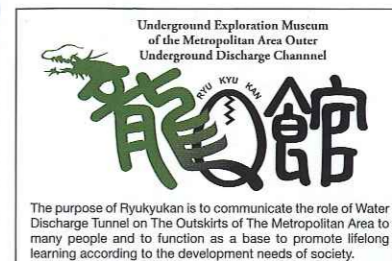 Underground Exploration Museum
of the Metropolitan Area Outer
Underground Discharge Channnel
RYU KYU KAN
龍Q館
The purpose of Ryukyukan is to communicate the role of Water
Discharge Tunnel on The Outskirts of The Metropolitan Area to
many people and to function as a base to promote lifelong
learning according to the development needs of society.